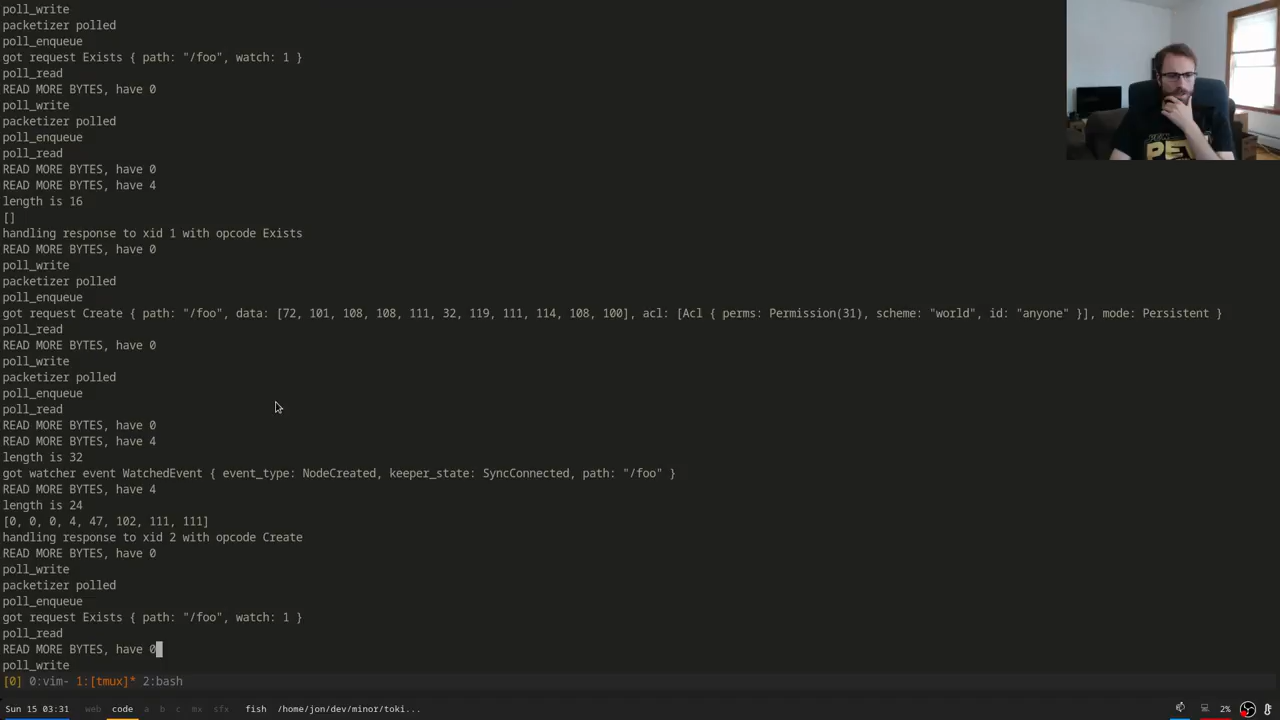 poll_write
packetizer polled
poll_enqueue
got request Exists { path: "/foo", watch: 1 }
poll_read
READ MORE BYTES, have 0
poll_write
packetizer polled
poll_enqueue
poll_read
READ MORE BYTES, have 0
READ MORE BYTES, have 4
length is 16
[]
handling response to xid 1 with opcode Exists
READ MORE BYTES, have 0
poll_write
packetizer polled
poll_enqueue
got request Create { path: "/foo", data: [72, 101, 108, 108, 111, 32, 119, 111, 114, 108, 100], acl: [Acl { perms: Permission(31), scheme: "world", id: "anyone" }], mode: Persistent }
poll_read
READ MORE BYTES, have 0
poll_write
packetizer polled
poll_enqueue
poll_read
READ MORE BYTES, have 0
READ MORE BYTES, have 4
length is 32
got watcher event WatchedEvent { event_type: NodeCreated, keeper_state: SyncConnected, path: "/foo" }
READ MORE BYTES, have 4
length is 24
[0, 0, 0, 4, 47, 102, 111, 111]
handling response to xid 2 with opcode Create
READ MORE BYTES, have 0
poll_write
packetizer polled
poll_enqueue
got request Exists { path: "/foo", watch: 1 }
poll_read
READ MORE BYTES, have 0
poll_write
[0] 0:vim- 1:[tmux]* 2:bash
Sun 15 03:31 web code a b c mx sfx fish /home/jon/dev/minor/toki... 2%